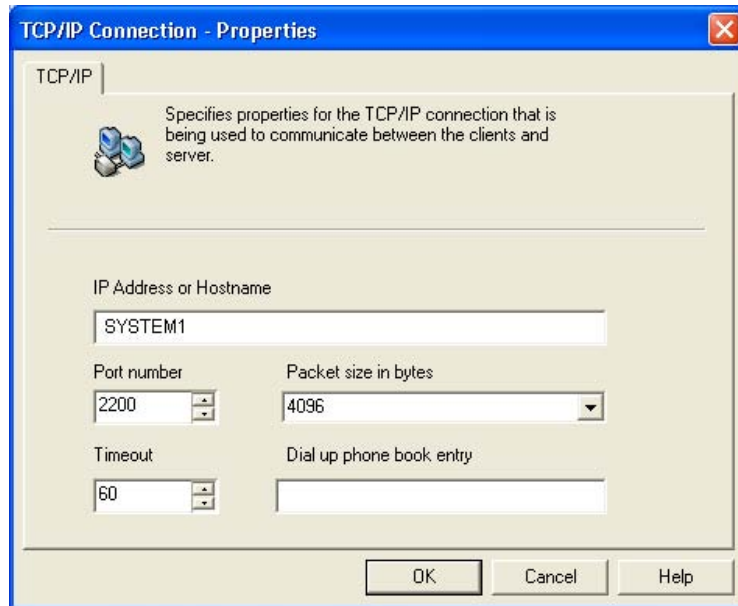 TCP/IP Connection - Properties
TCP/IP
Specifies properties for the TCP/IP connection that is
being used to communicate between the clients and
server.
IP Address or Hostname
SYSTEM1
Port number Packet size in bytes
2200 4096
Timeout Dial up phone book entry
60
OK Cancel Help